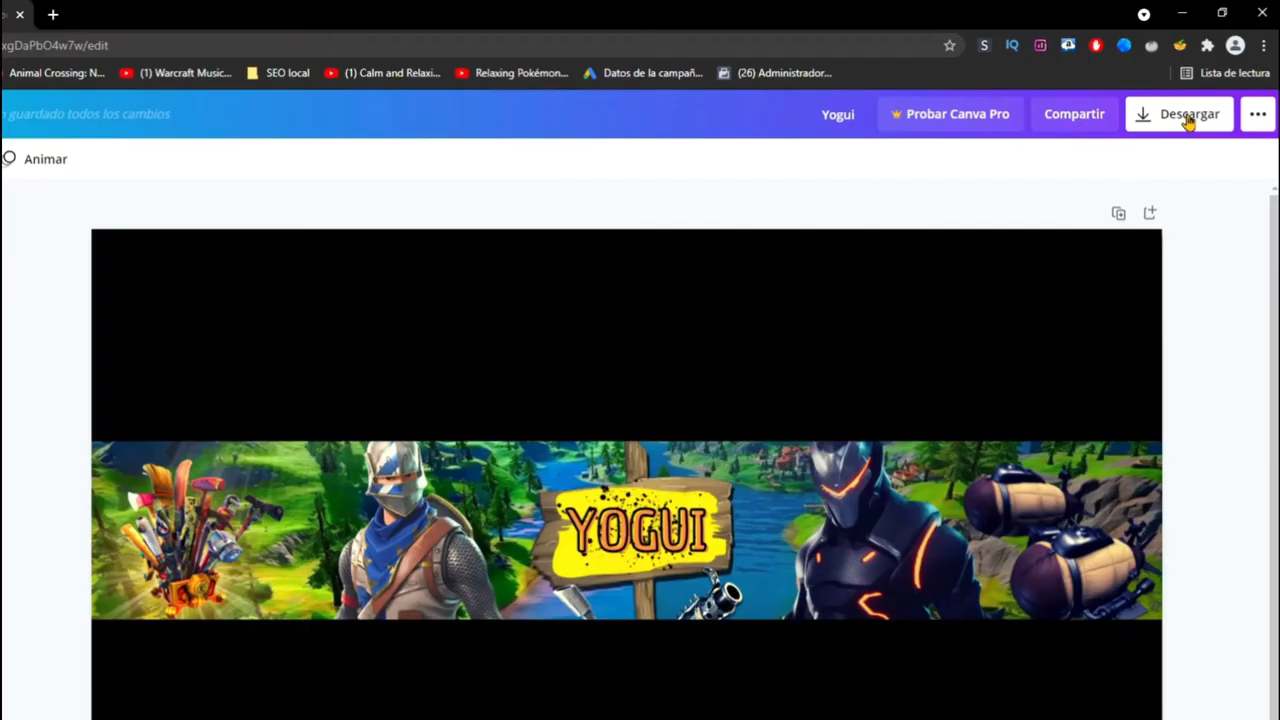 xgDaPbO4w7w/edit
Animal Crossing: N...
(1) Warcraft Music...
SEO local
(1) Calm and Relaxi...
Relaxing Pokémon...
Datos de la campañ...
(26) Administrador...
Lista de lectura
guardado todos los cambios
Yogui
Probar Canva Pro
Compartir
Descargar
Animar
YOGUI